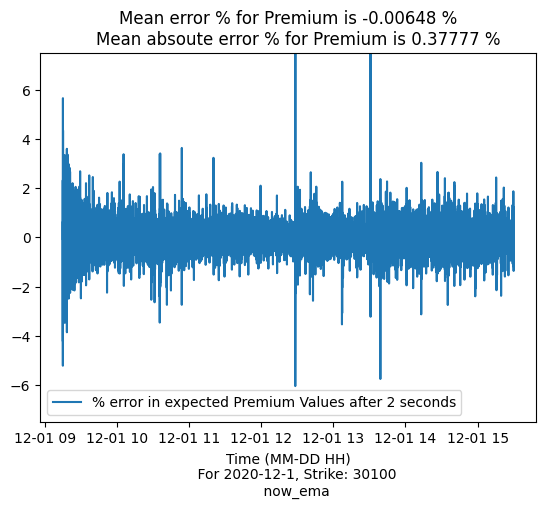 Mean error % for Premium is -0.00648 %
Mean absoute error % for Premium is 0.37777 %
6
4
2
0
−2
−4
−6
% error in expected Premium Values after 2 seconds
12-01 09 12-01 10 12-01 11 12-01 12 12-01 13 12-01 14 12-01 15
Time (MM-DD HH)
For 2020-12-1, Strike: 30100
now_ema